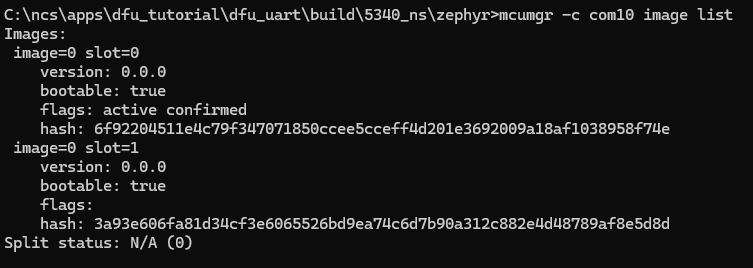 C:\ncs\apps\dfu_tutorial\dfu_uart\build\5340_ns\zephyr>mcumgr -c com10 image list
Images:
 image=0 slot=0
    version: 0.0.0
    bootable: true
    flags: active confirmed
    hash: 6f92204511e4c79f347071850ccee5cceff4d201e3692009a18af1038958f74e
 image=0 slot=1
    version: 0.0.0
    bootable: true
    flags:
    hash: 3a93e606fa81d34cf3e6065526bd9ea74c6d7b90a312c882e4d48789af8e5d8d
Split status: N/A (0)